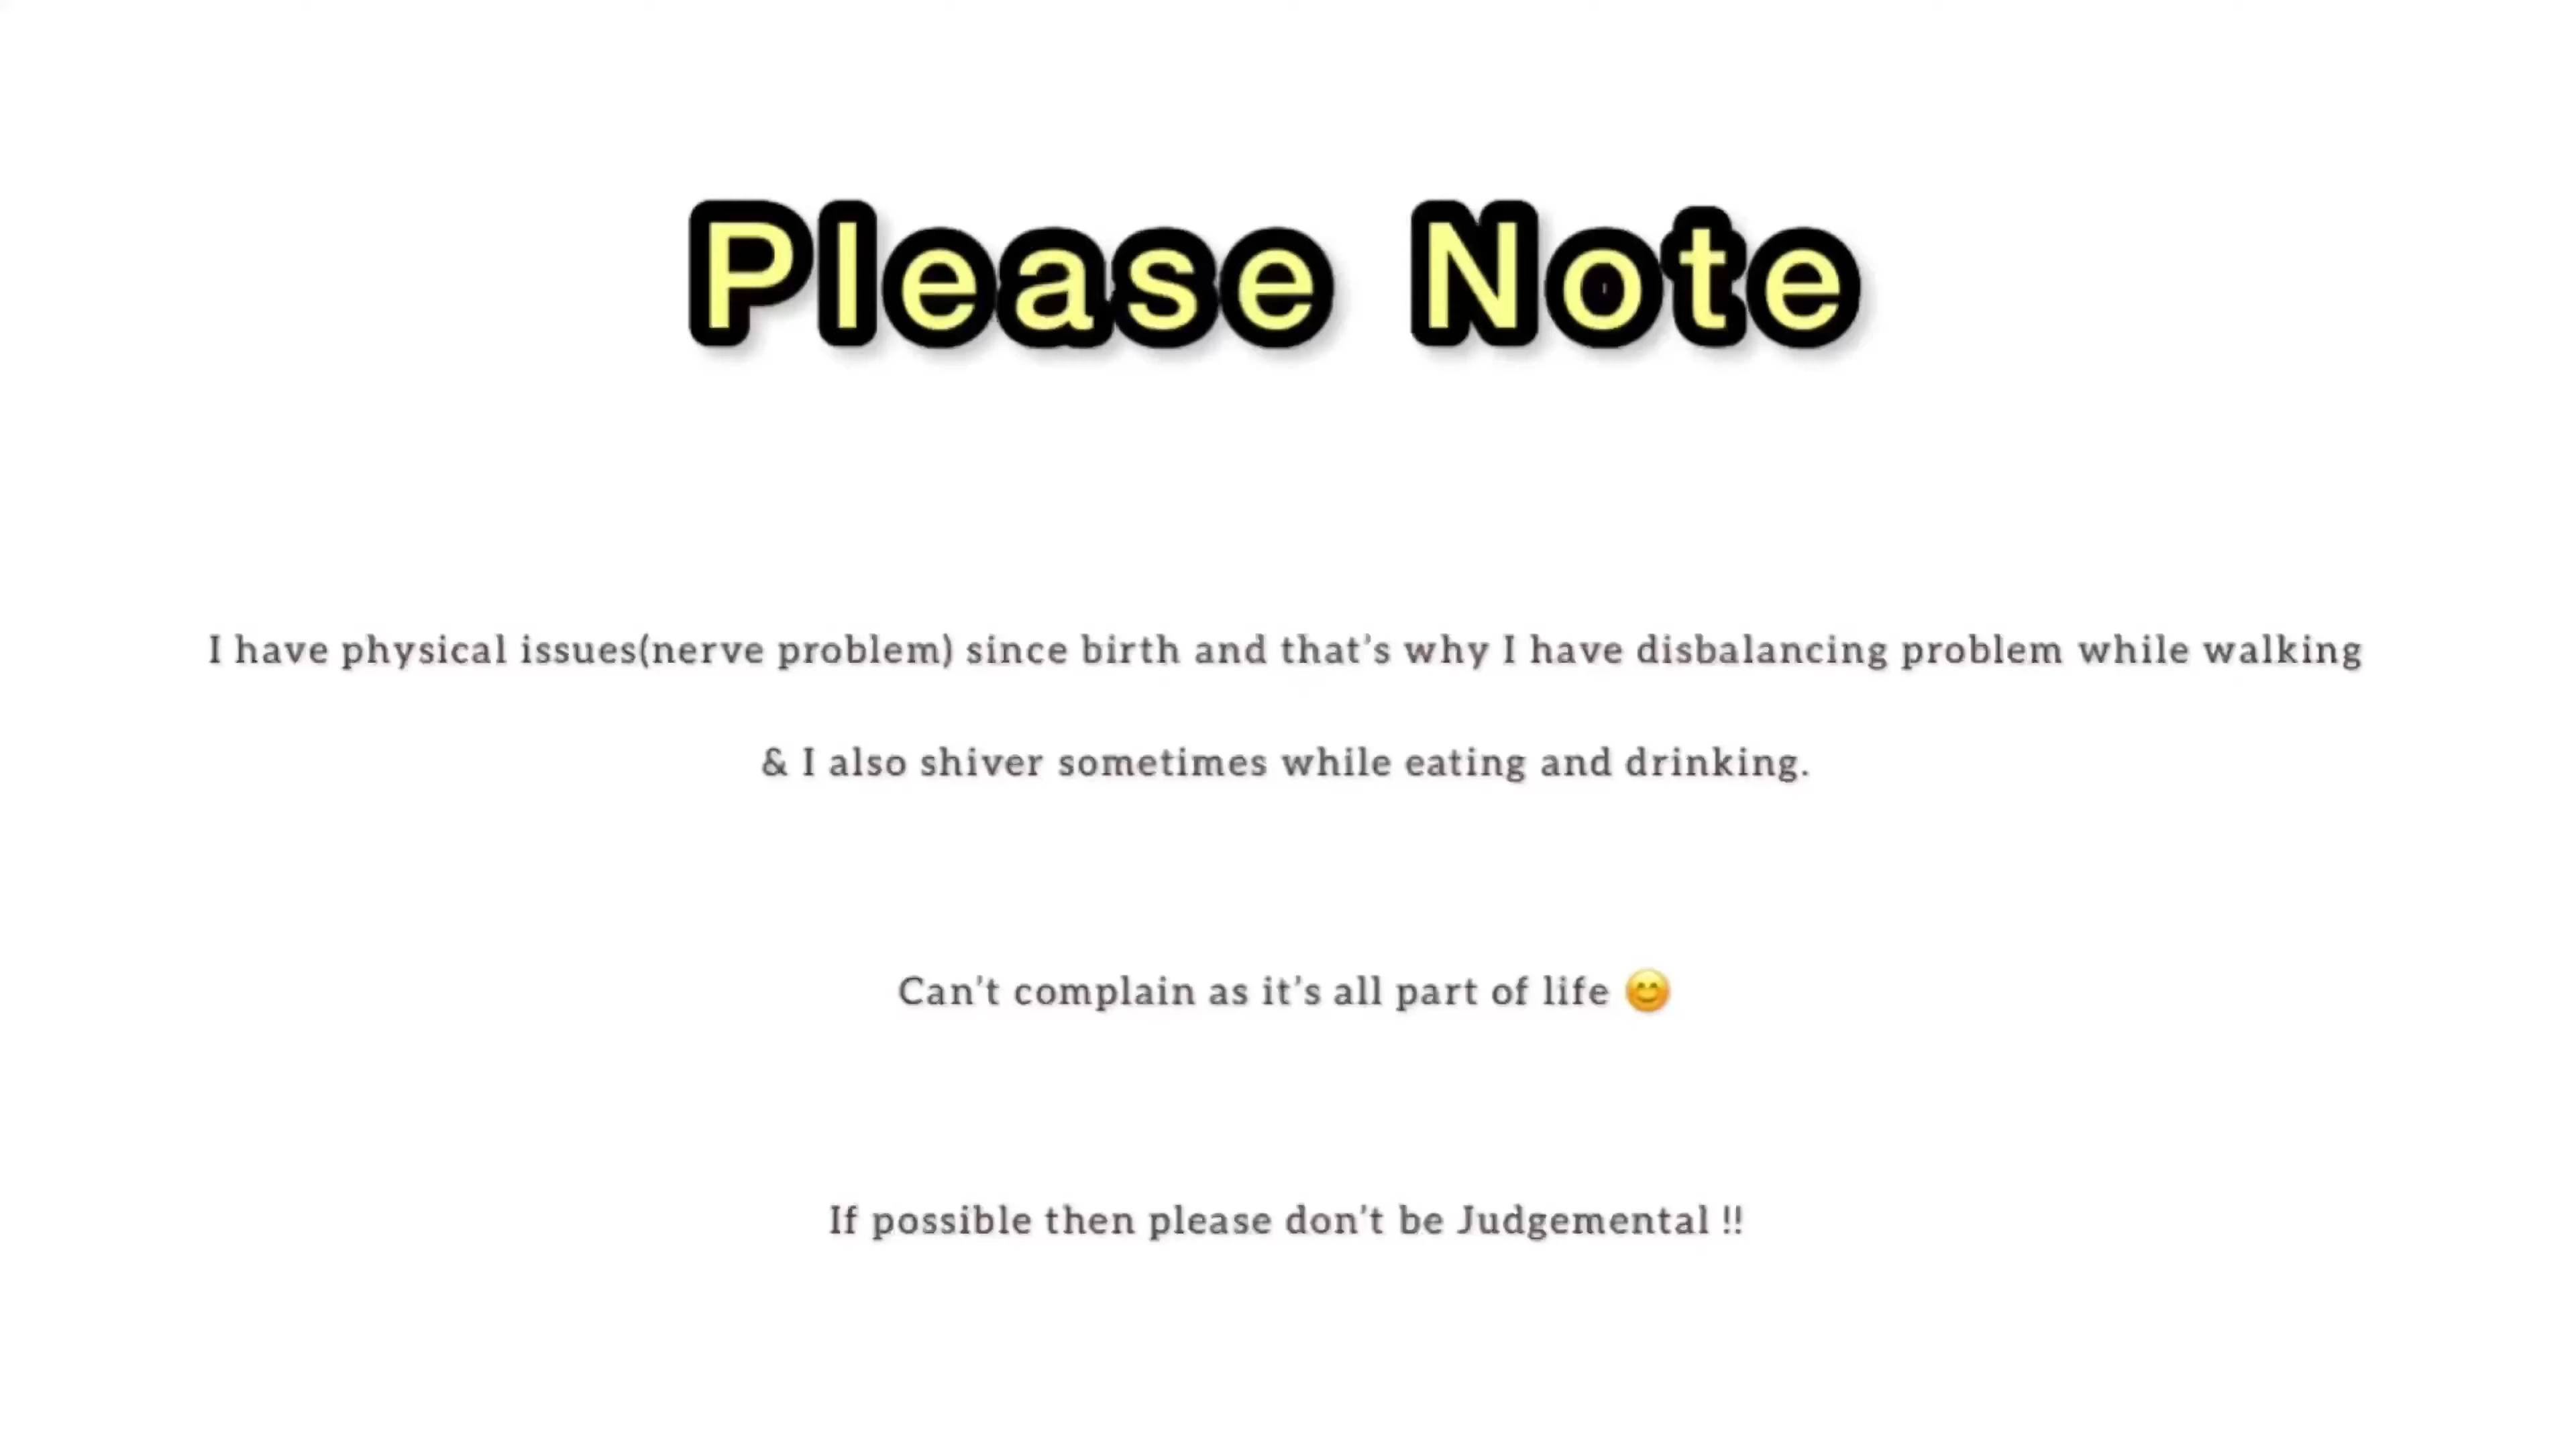 Please Note
I have physical issues(nerve problem) since birth and that's why I have disbalancing problem while walking
& I also shiver sometimes while eating and drinking.
Can't complain as it's all part of life 😊
If possible then please don't be Judgemental !!